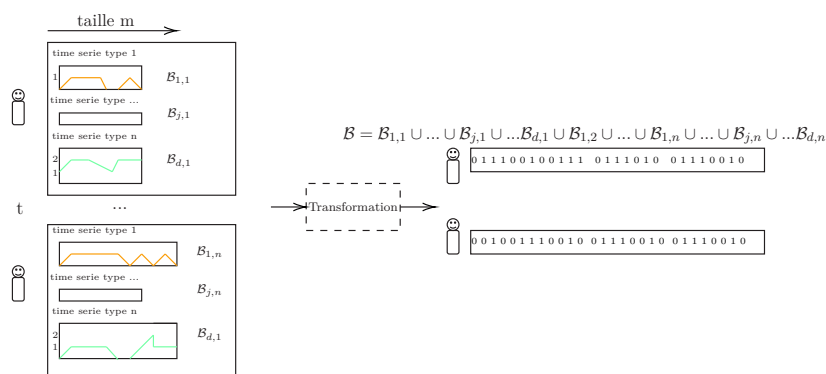 taille m
time serie type 1
1
𝓑1,1
time serie type ...
𝓑j,1
time serie type n
2
1
𝓑d,1
t
...
time serie type 1
𝓑1,n
time serie type ...
𝓑j,n
time serie type n
2
1
𝓑d,1
Transformation
𝓑 = 𝓑1,1 ∪ ... ∪ 𝓑j,1 ∪ ...𝓑d,1 ∪ 𝓑1,2 ∪ ... ∪ 𝓑1,n ∪ ... ∪ 𝓑j,n ∪ ...𝓑d,n
0 1 1 1 0 0 1 0 0 1 1 1 0 1 1 1 0 1 0 0 1 1 1 0 0 1 0
0 0 1 0 0 1 1 1 0 0 1 0 0 1 1 1 0 0 1 0 0 1 1 1 0 0 1 0